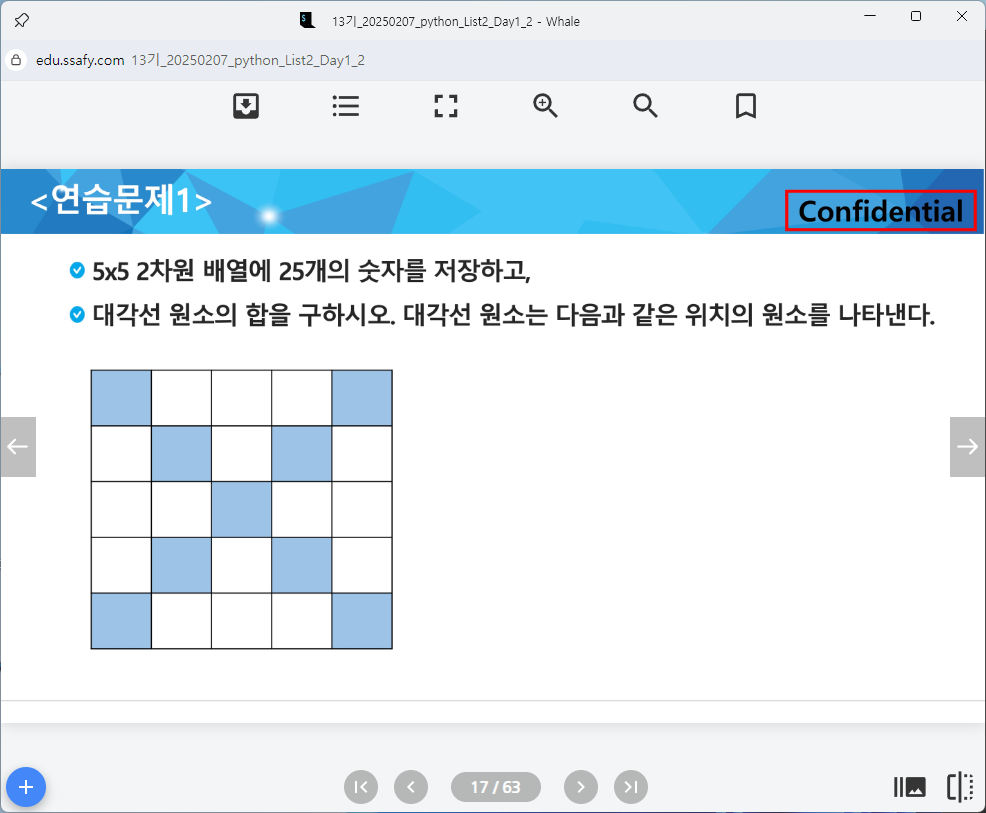 13기_20250207_python_List2_Day1_2 - Whale
edu.ssafy.com 13기_20250207_python_List2_Day1_2
<연습문제1>
Confidential
5x5 2차원 배열에 25개의 숫자를 저장하고,
대각선 원소의 합을 구하시오. 대각선 원소는 다음과 같은 위치의 원소를 나타낸다.
17 / 63